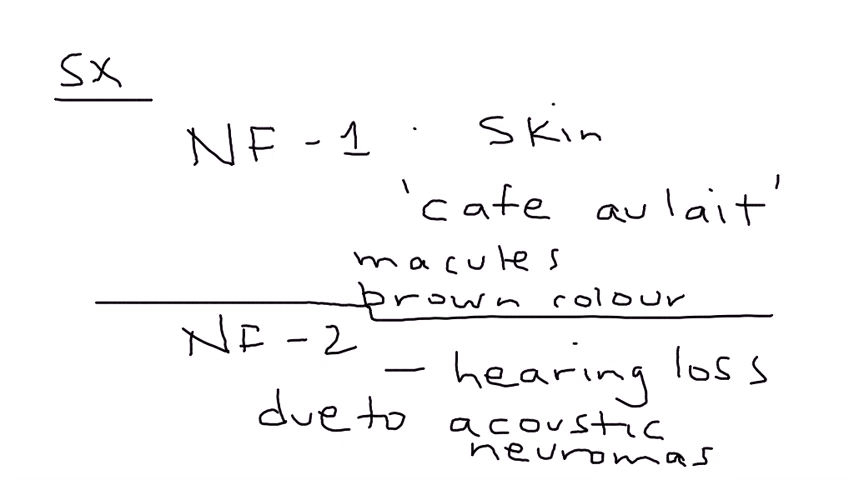 SX
NF-1 . Skin
'cafe au lait'
macules
brown colour
NF-2
- hearing loss
due to acoustic
neuromas